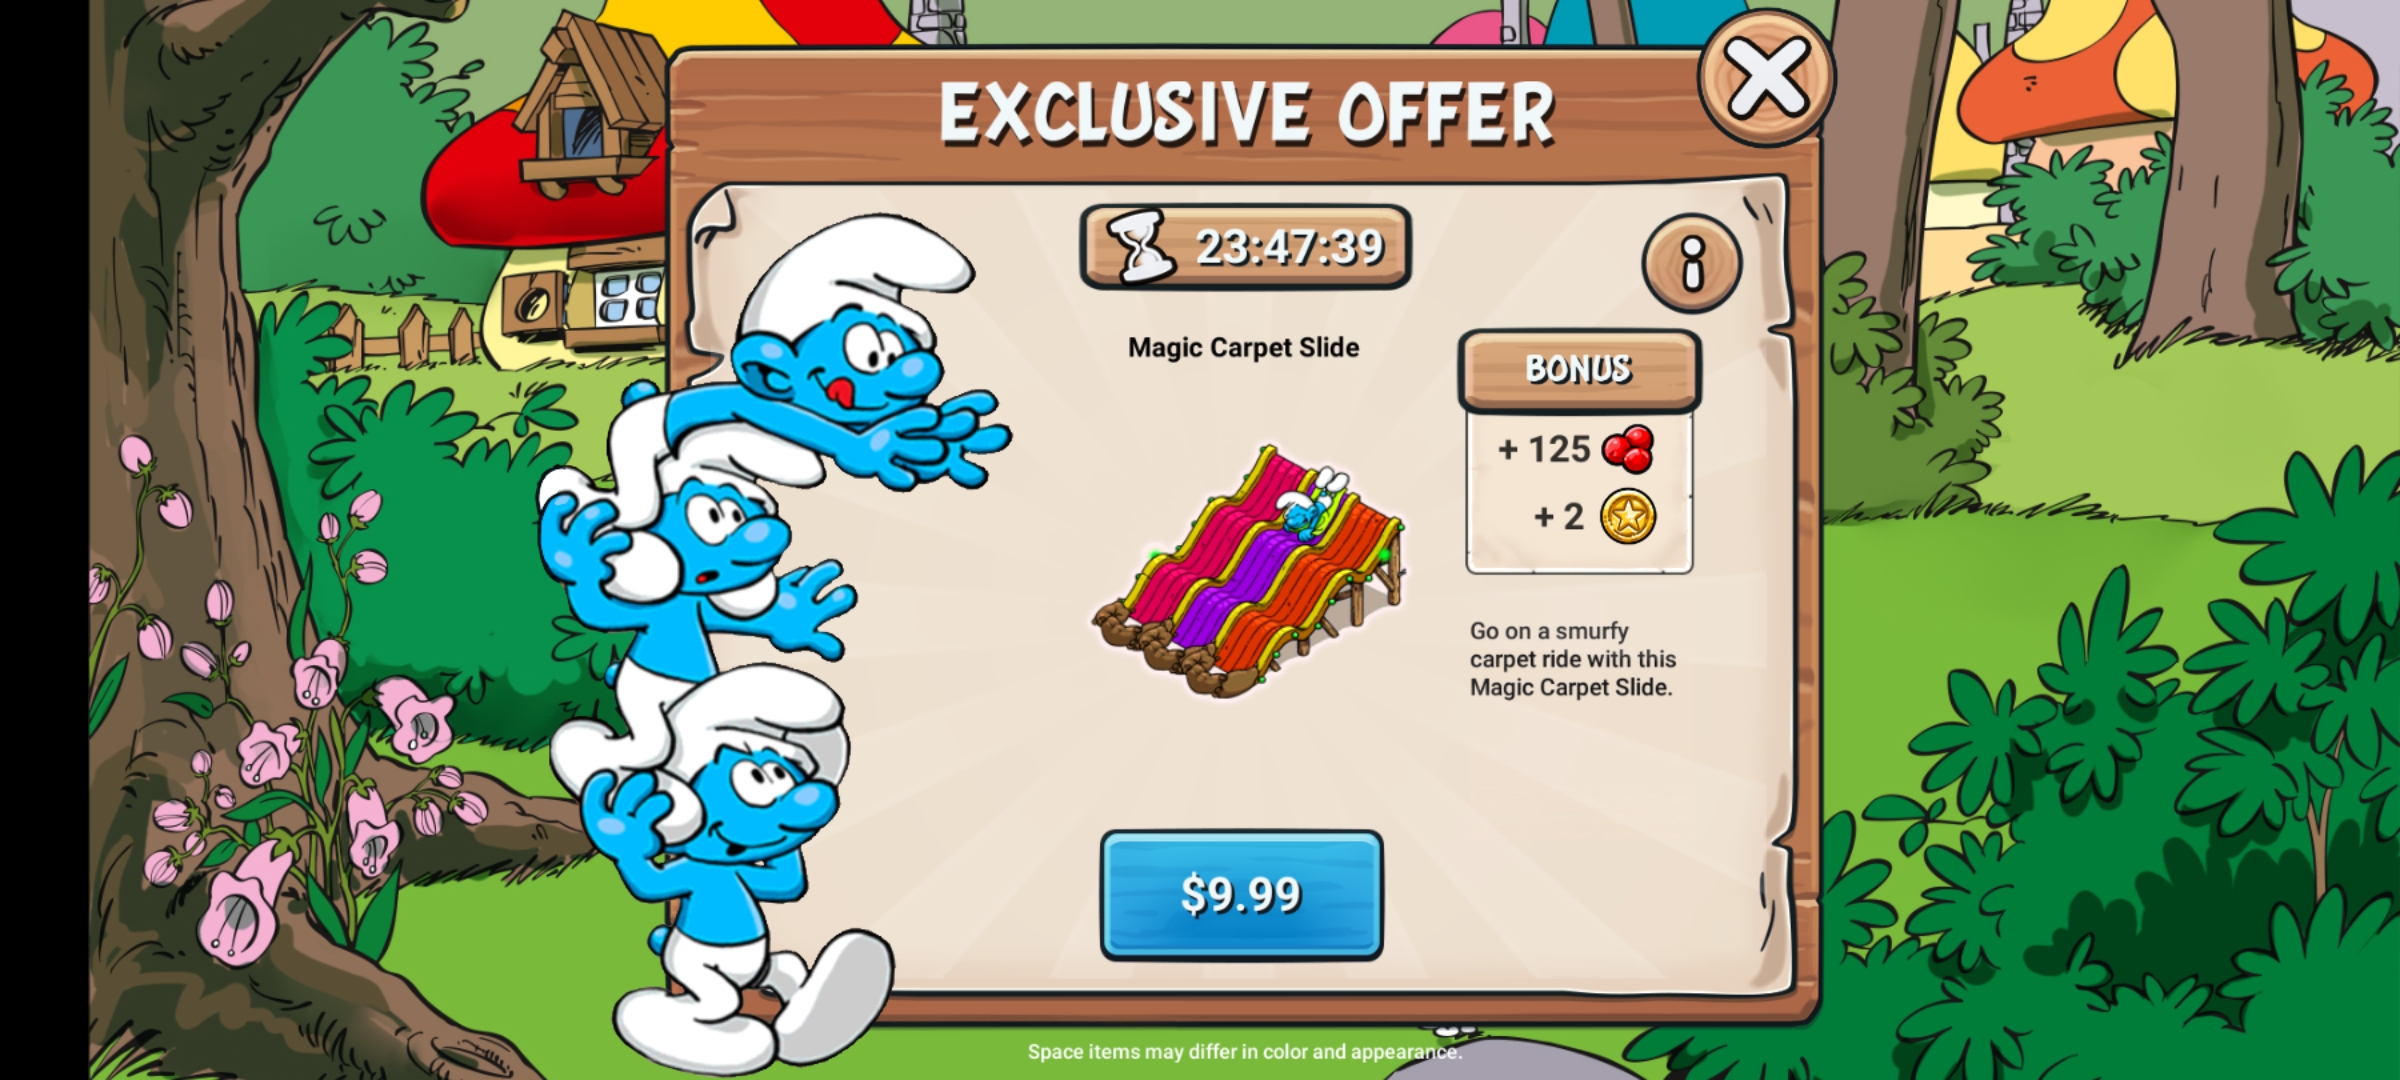 EXCLUSIVE OFFER
23:47:39
Magic Carpet Slide
BONUS
+ 125
+ 2
Go on a smurfy
carpet ride with this
Magic Carpet Slide.
$9.99
Space items may differ in color and appearance.